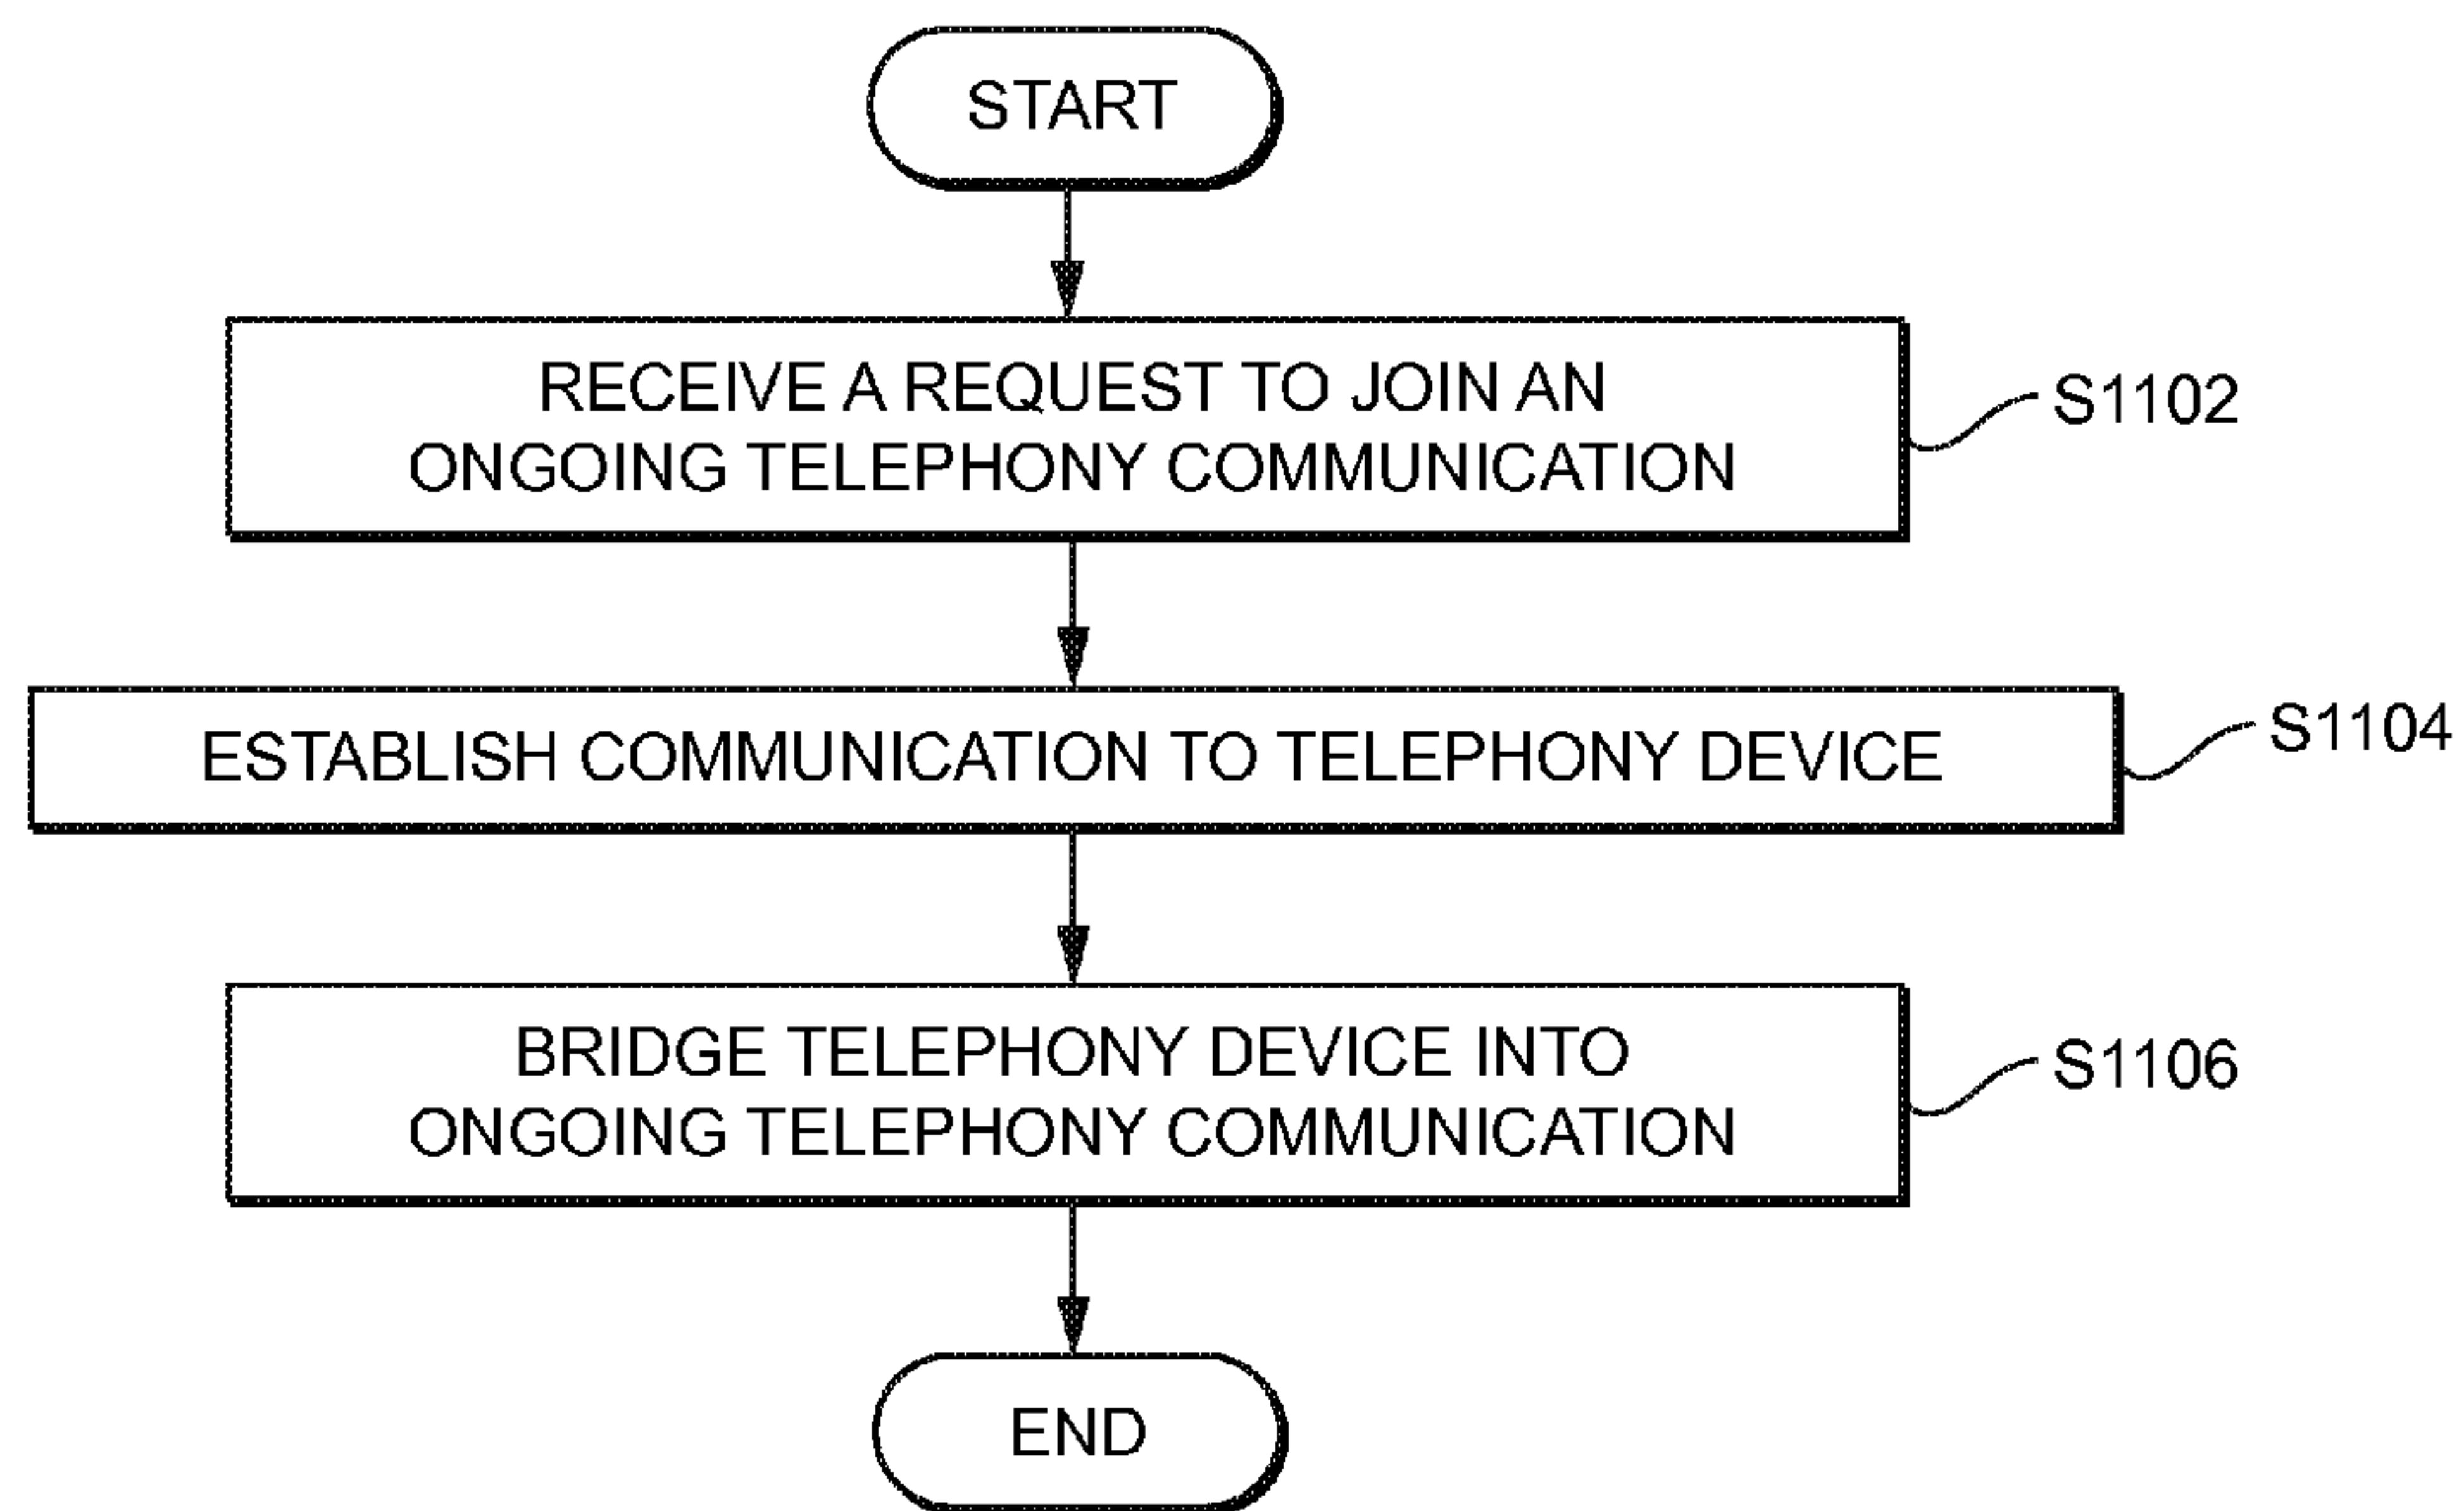 START
RECEIVE A REQUEST TO JOIN AN
ONGOING TELEPHONY COMMUNICATION
S1102
ESTABLISH COMMUNICATION TO TELEPHONY DEVICE
S1104
BRIDGE TELEPHONY DEVICE INTO
ONGOING TELEPHONY COMMUNICATION
S1106
END